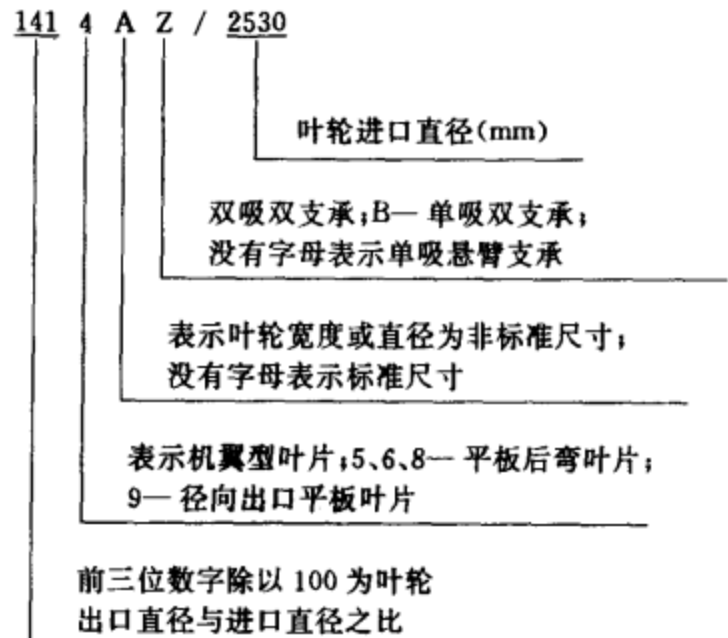 141 4 A Z / 2530
叶轮进口直径(mm)
双吸双支承;B— 单吸双支承;
没有字母表示单吸悬臂支承
表示叶轮宽度或直径为非标准尺寸;
没有字母表示标准尺寸
表示机翼型叶片;5、6、8— 平板后弯叶片;
9— 径向出口平板叶片
前三位数字除以 100 为叶轮
出口直径与进口直径之比